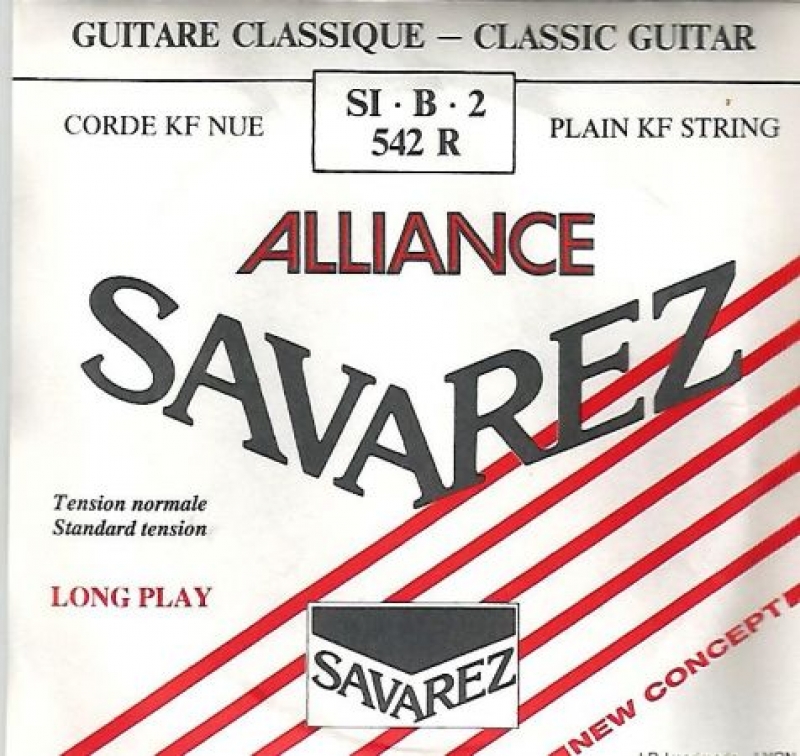 GUITARE CLASSIQUE – CLASSIC GUITAR
CORDE KF NUE
SI · B · 2
542 R
PLAIN KF STRING
ALLIANCE
SAVAREZ
Tension normale
Standard tension
LONG PLAY
SAVAREZ
NEW CONCEPT